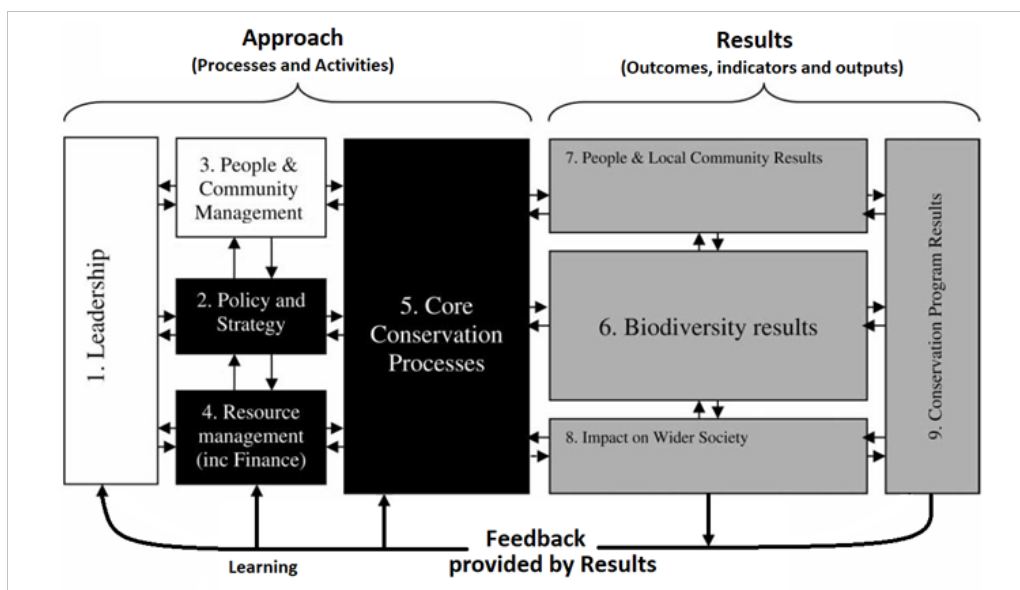 Approach
(Processes and Activities)
Results
(Outcomes, indicators and outputs)
1. Leadership
3. People &
Community
Management
2. Policy and
Strategy
4. Resource
management
(inc Finance)
5. Core
Conservation
Processes
7. People & Local Community Results
6. Biodiversity results
8. Impact on Wider Society
9. Conservation Program Results
Feedback
provided by Results
Learning